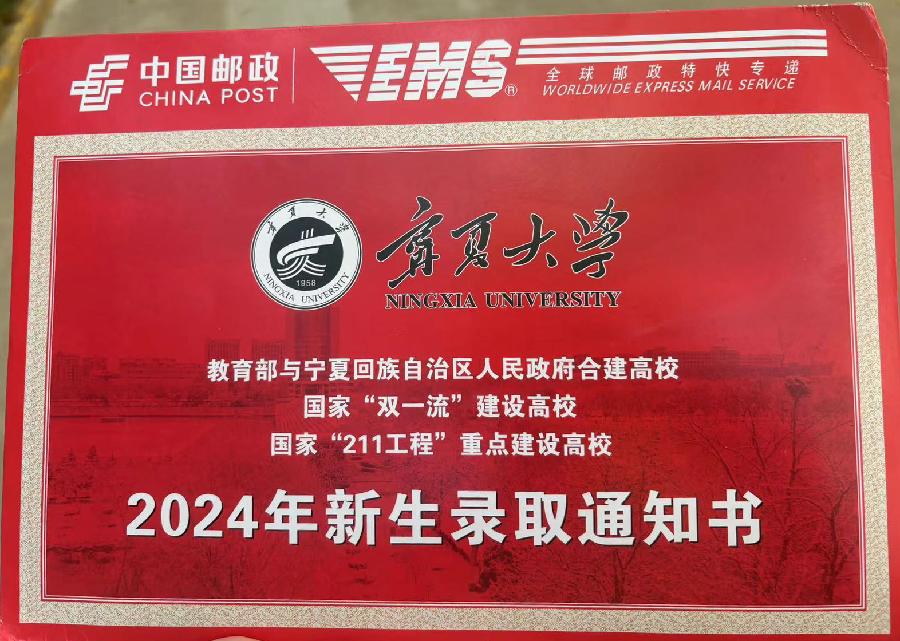 中国邮政
CHINA POST
EMS®
全球邮政特快专递
WORLDWIDE EXPRESS MAIL SERVICE
宁夏大学
1958
NINGXIA UNIVERSITY
宁夏大学
NINGXIA UNIVERSITY
教育部与宁夏回族自治区人民政府合建高校
国家“双一流”建设高校
国家“211工程”重点建设高校
2024年新生录取通知书